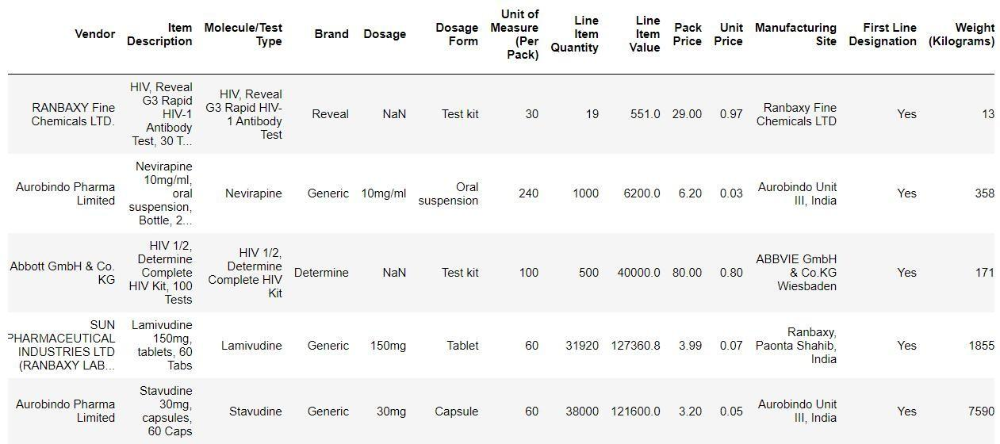 Vendor Item Description Molecule/Test Type Brand Dosage Dosage Form Unit of Measure (Per Pack) Line Item Quantity Line Item Value Pack Price Unit Price Manufacturing Site First Line Designation Weight (Kilograms)
RANBAXY Fine Chemicals LTD. HIV, Reveal G3 Rapid HIV-1 Antibody Test, 30 T... HIV, Reveal G3 Rapid HIV-1 Antibody Test Reveal NaN Test kit 30 19 551.0 29.00 0.97 Ranbaxy Fine Chemicals LTD Yes 13
Aurobindo Pharma Limited Nevirapine 10mg/ml, oral suspension, Bottle, 2... Nevirapine Generic 10mg/ml Oral suspension 240 1000 6200.0 6.20 0.03 Aurobindo Unit III, India Yes 358
Abbott GmbH & Co. KG HIV 1/2, Determine Complete HIV Kit, 100 Tests HIV 1/2, Determine Complete HIV Kit Determine NaN Test kit 100 500 40000.0 80.00 0.80 ABBVIE GmbH & Co.KG Wiesbaden Yes 171
SUN PHARMACEUTICAL INDUSTRIES LTD (RANBAXY LAB... Lamivudine 150mg, tablets, 60 Tabs Lamivudine Generic 150mg Tablet 60 31920 127360.8 3.99 0.07 Ranbaxy, Paonta Shahib, India Yes 1855
Aurobindo Pharma Limited Stavudine 30mg, capsules, 60 Caps Stavudine Generic 30mg Capsule 60 38000 121600.0 3.20 0.05 Aurobindo Unit III, India Yes 7590